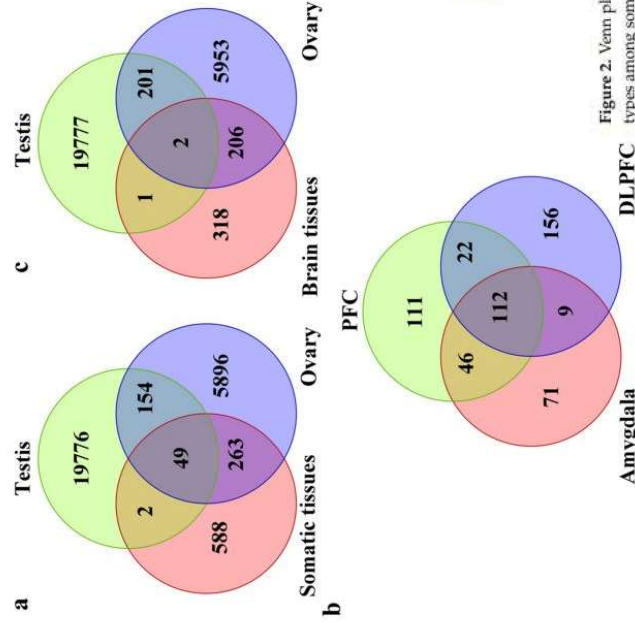 a
Testis
19776
2
154
49
588
263
5896
Somatic tissues
Ovary
c
Testis
19777
1
201
2
318
206
5953
Brain tissues
Ovary
b
PFC
111
46
22
112
71
9
156
Amygdala
DLPFC
Figure 2. Venn pl
types among som